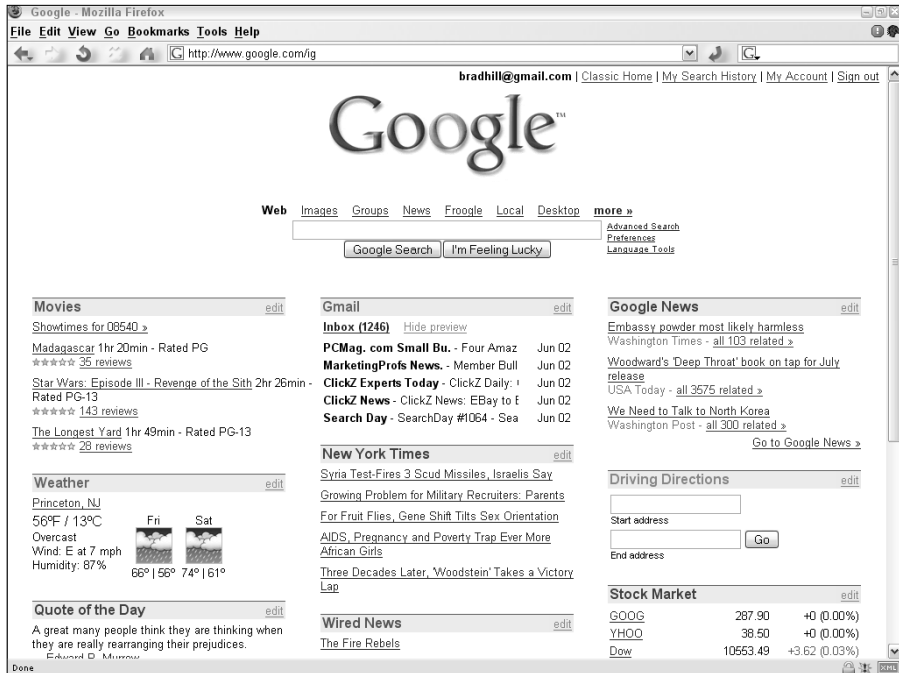 Google - Mozilla Firefox
File Edit View Go Bookmarks Tools Help
G http://www.google.com/ig
G
bradhill@gmail.com | Classic Home | My Search History | My Account | Sign out
Google™
Web Images Groups News Froogle Local Desktop more »
Advanced Search
Preferences
Language Tools
Google Search I'm Feeling Lucky
Movies edit
Showtimes for 08540 »
Madagascar 1hr 20min - Rated PG
35 reviews
Star Wars: Episode III - Revenge of the Sith 2hr 26min -
Rated PG-13
143 reviews
The Longest Yard 1hr 49min - Rated PG-13
28 reviews
Weather edit
Princeton, NJ
56ºF / 13ºC
Overcast
Wind: E at 7 mph
Humidity: 87%
Fri Sat
66º | 56º 74º | 61º
Quote of the Day edit
A great many people think they are thinking when
they are really rearranging their prejudices.
- Edward R. Murrow
Gmail edit
Inbox (1246) Hide preview
PCMag. com Small Bu. - Four Amaz Jun 02
MarketingProfs News. - Member Bull Jun 02
ClickZ Experts Today - ClickZ Daily: Jun 02
ClickZ News - ClickZ News: EBay to E Jun 02
Search Day - SearchDay #1064 - Sea Jun 02
New York Times edit
Syria Test-Fires 3 Scud Missiles, Israelis Say
Growing Problem for Military Recruiters: Parents
For Fruit Flies, Gene Shift Tilts Sex Orientation
AIDS, Pregnancy and Poverty Trap Ever More
African Girls
Three Decades Later, 'Woodstein' Takes a Victory
Lap
Wired News edit
The Fire Rebels
Google News edit
Embassy powder most likely harmless
Washington Times - all 103 related »
Woodward's 'Deep Throat' book on tap for July
release
USA Today - all 3575 related »
We Need to Talk to North Korea
Washington Post - all 300 related »
Go to Google News »
Driving Directions edit
Start address
Go
End address
Stock Market edit
GOOG 287.90 +0 (0.00%)
YHOO 38.50 +0 (0.00%)
Dow 10553.49 +3.62 (0.03%)
Done
XML